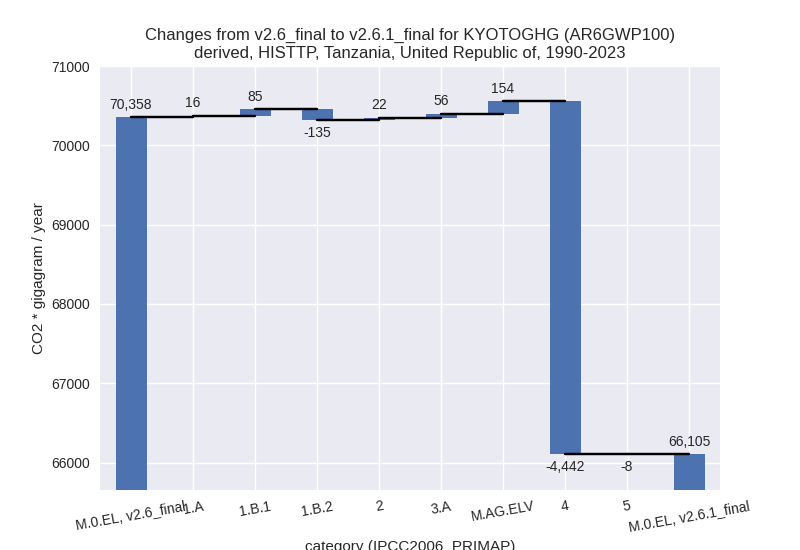 Changes from v2.6_final to v2.6.1_final for KYOTOGHG (AR6GWP100)
derived, HISTTP, Tanzania, United Republic of, 1990-2023
CO2 * gigagram / year
71000
70000
69000
68000
67000
66000
70,358
16
85
-135
22
56
154
-4,442
-8
66,105
M.0.EL, v2.6_final
1.A
1.B.1
1.B.2
2
3.A
M.AG.ELV
4
5
M.0.EL, v2.6.1_final
category (IPCC2006_PRIMAP)